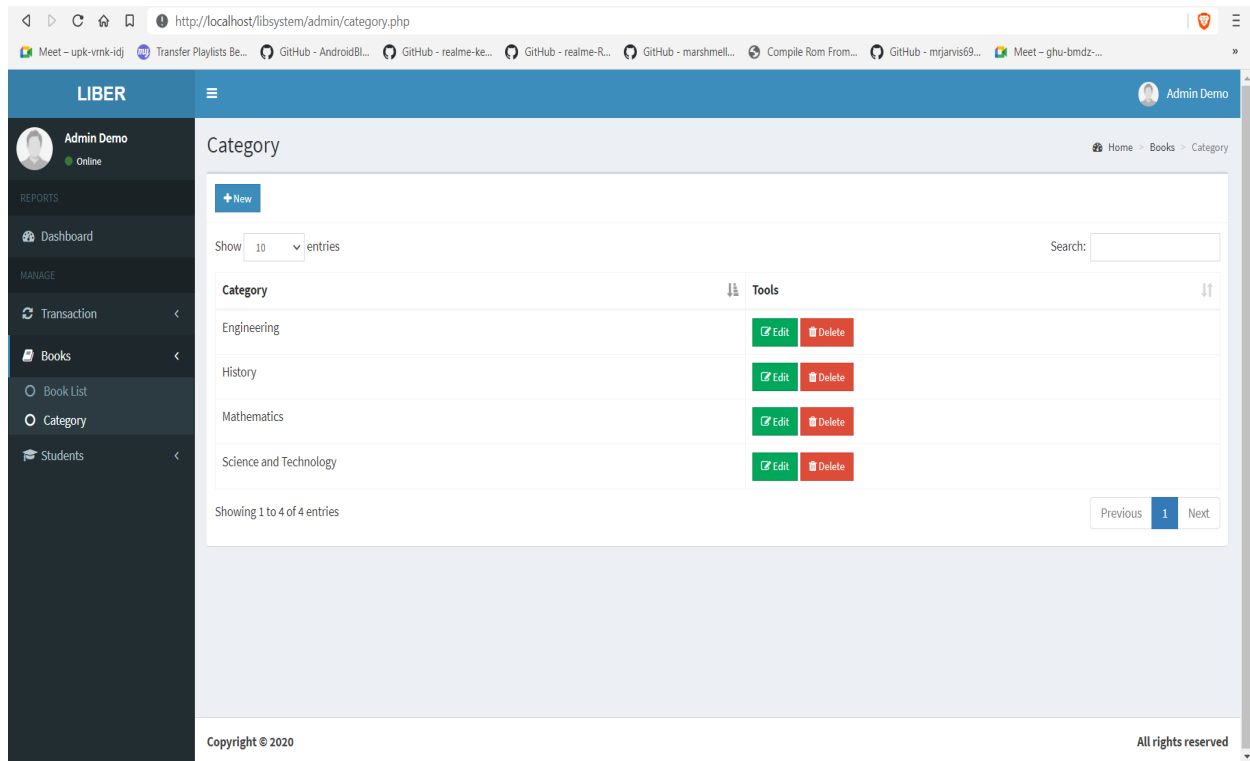 http://localhost/libsystem/admin/category.php
Meet – upk-vrnk-idj Transfer Playlists Be... GitHub - AndroidBl... GitHub - realme-ke... GitHub - realme-R... GitHub - marshmell... Compile Rom From... GitHub - mrjarvis69... Meet – ghu-bmdz-... »
LIBER
Admin Demo
Admin Demo
Online
Category
Home > Books > Category
REPORTS
Dashboard
MANAGE
Transaction
Books
Book List
Category
Students
New
Show 10 entries
Search:
Category Tools
Engineering Edit Delete
History Edit Delete
Mathematics Edit Delete
Science and Technology Edit Delete
Showing 1 to 4 of 4 entries
Previous 1 Next
Copyright © 2020
All rights reserved